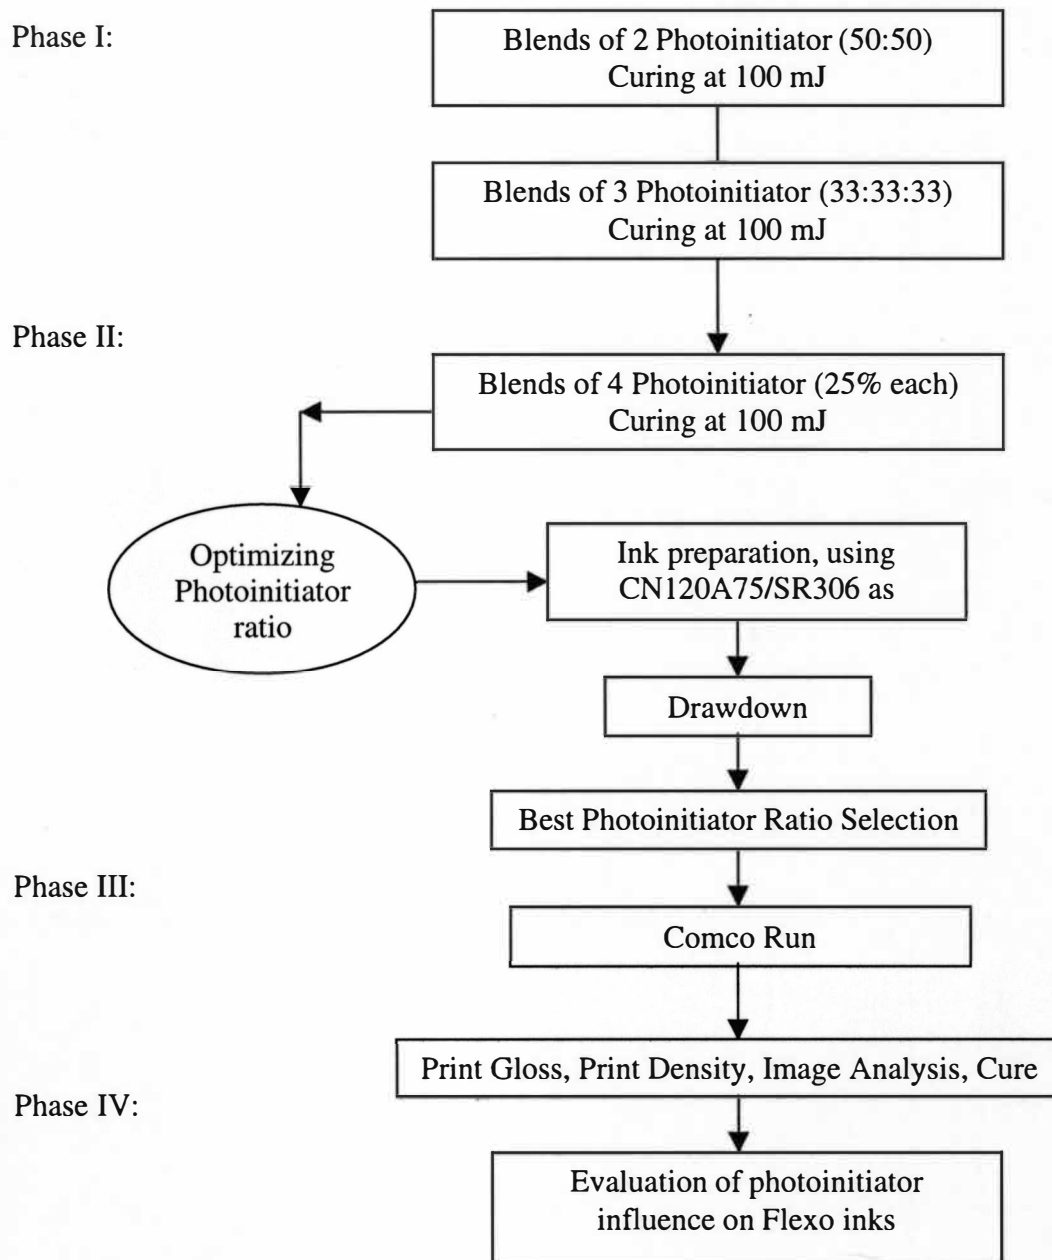 Phase I:
Blends of 2 Photoinitiator (50:50)
Curing at 100 mJ
Blends of 3 Photoinitiator (33:33:33)
Curing at 100 mJ
Phase II:
Blends of 4 Photoinitiator (25% each)
Curing at 100 mJ
Optimizing
Photoinitiator
ratio
Ink preparation, using
CN120A75/SR306 as
Drawdown
Best Photoinitiator Ratio Selection
Phase III:
Comco Run
Print Gloss, Print Density, Image Analysis, Cure
Phase IV:
Evaluation of photoinitiator
influence on Flexo inks